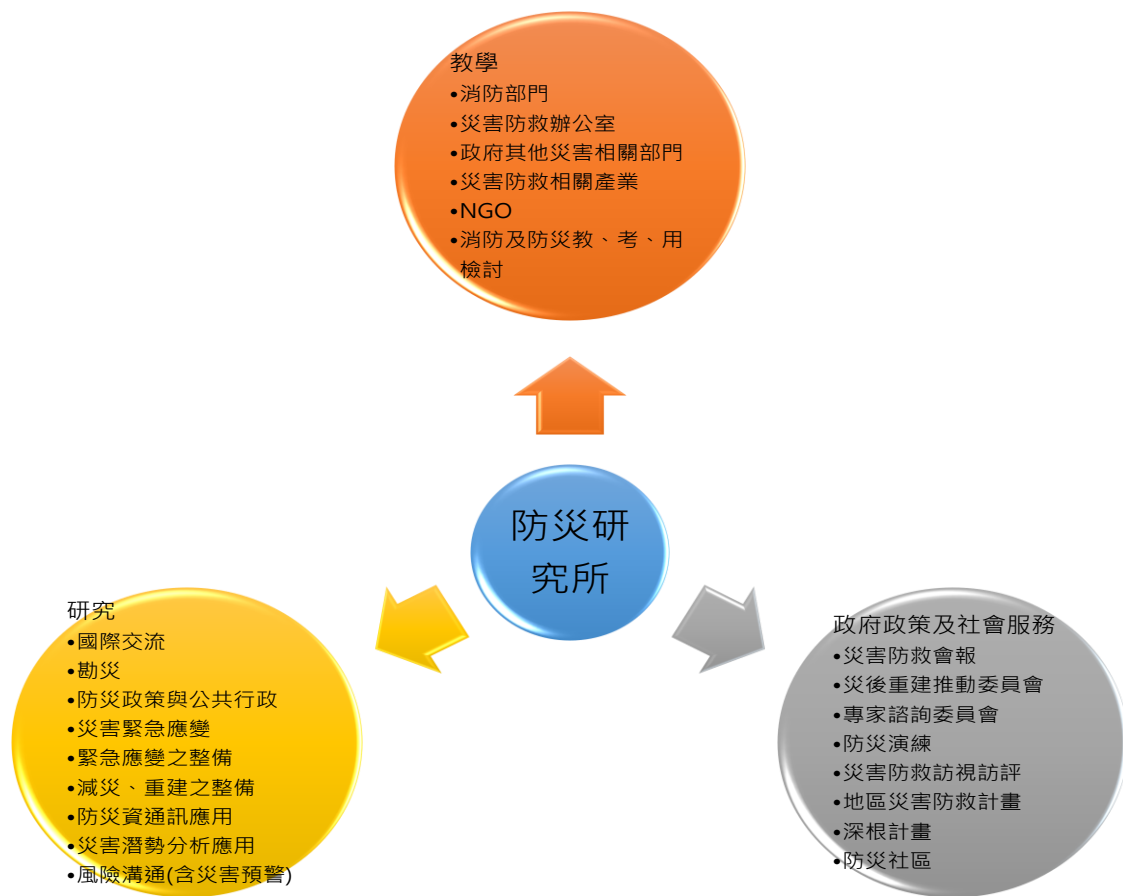 教學
•消防部門
•災害防救辦公室
•政府其他災害相關部門
•災害防救相關產業
•NGO
•消防及防災教、考、用
檢討
防災研
究所
研究
•國際交流
•勘災
•防災政策與公共行政
•災害緊急應變
•緊急應變之整備
•減災、重建之整備
•防災資通訊應用
•災害潛勢分析應用
•風險溝通(含災害預警)
政府政策及社會服務
•災害防救會報
•災後重建推動委員會
•專家諮詢委員會
•防災演練
•災害防救訪視訪評
•地區災害防救計畫
•深根計畫
•防災社區